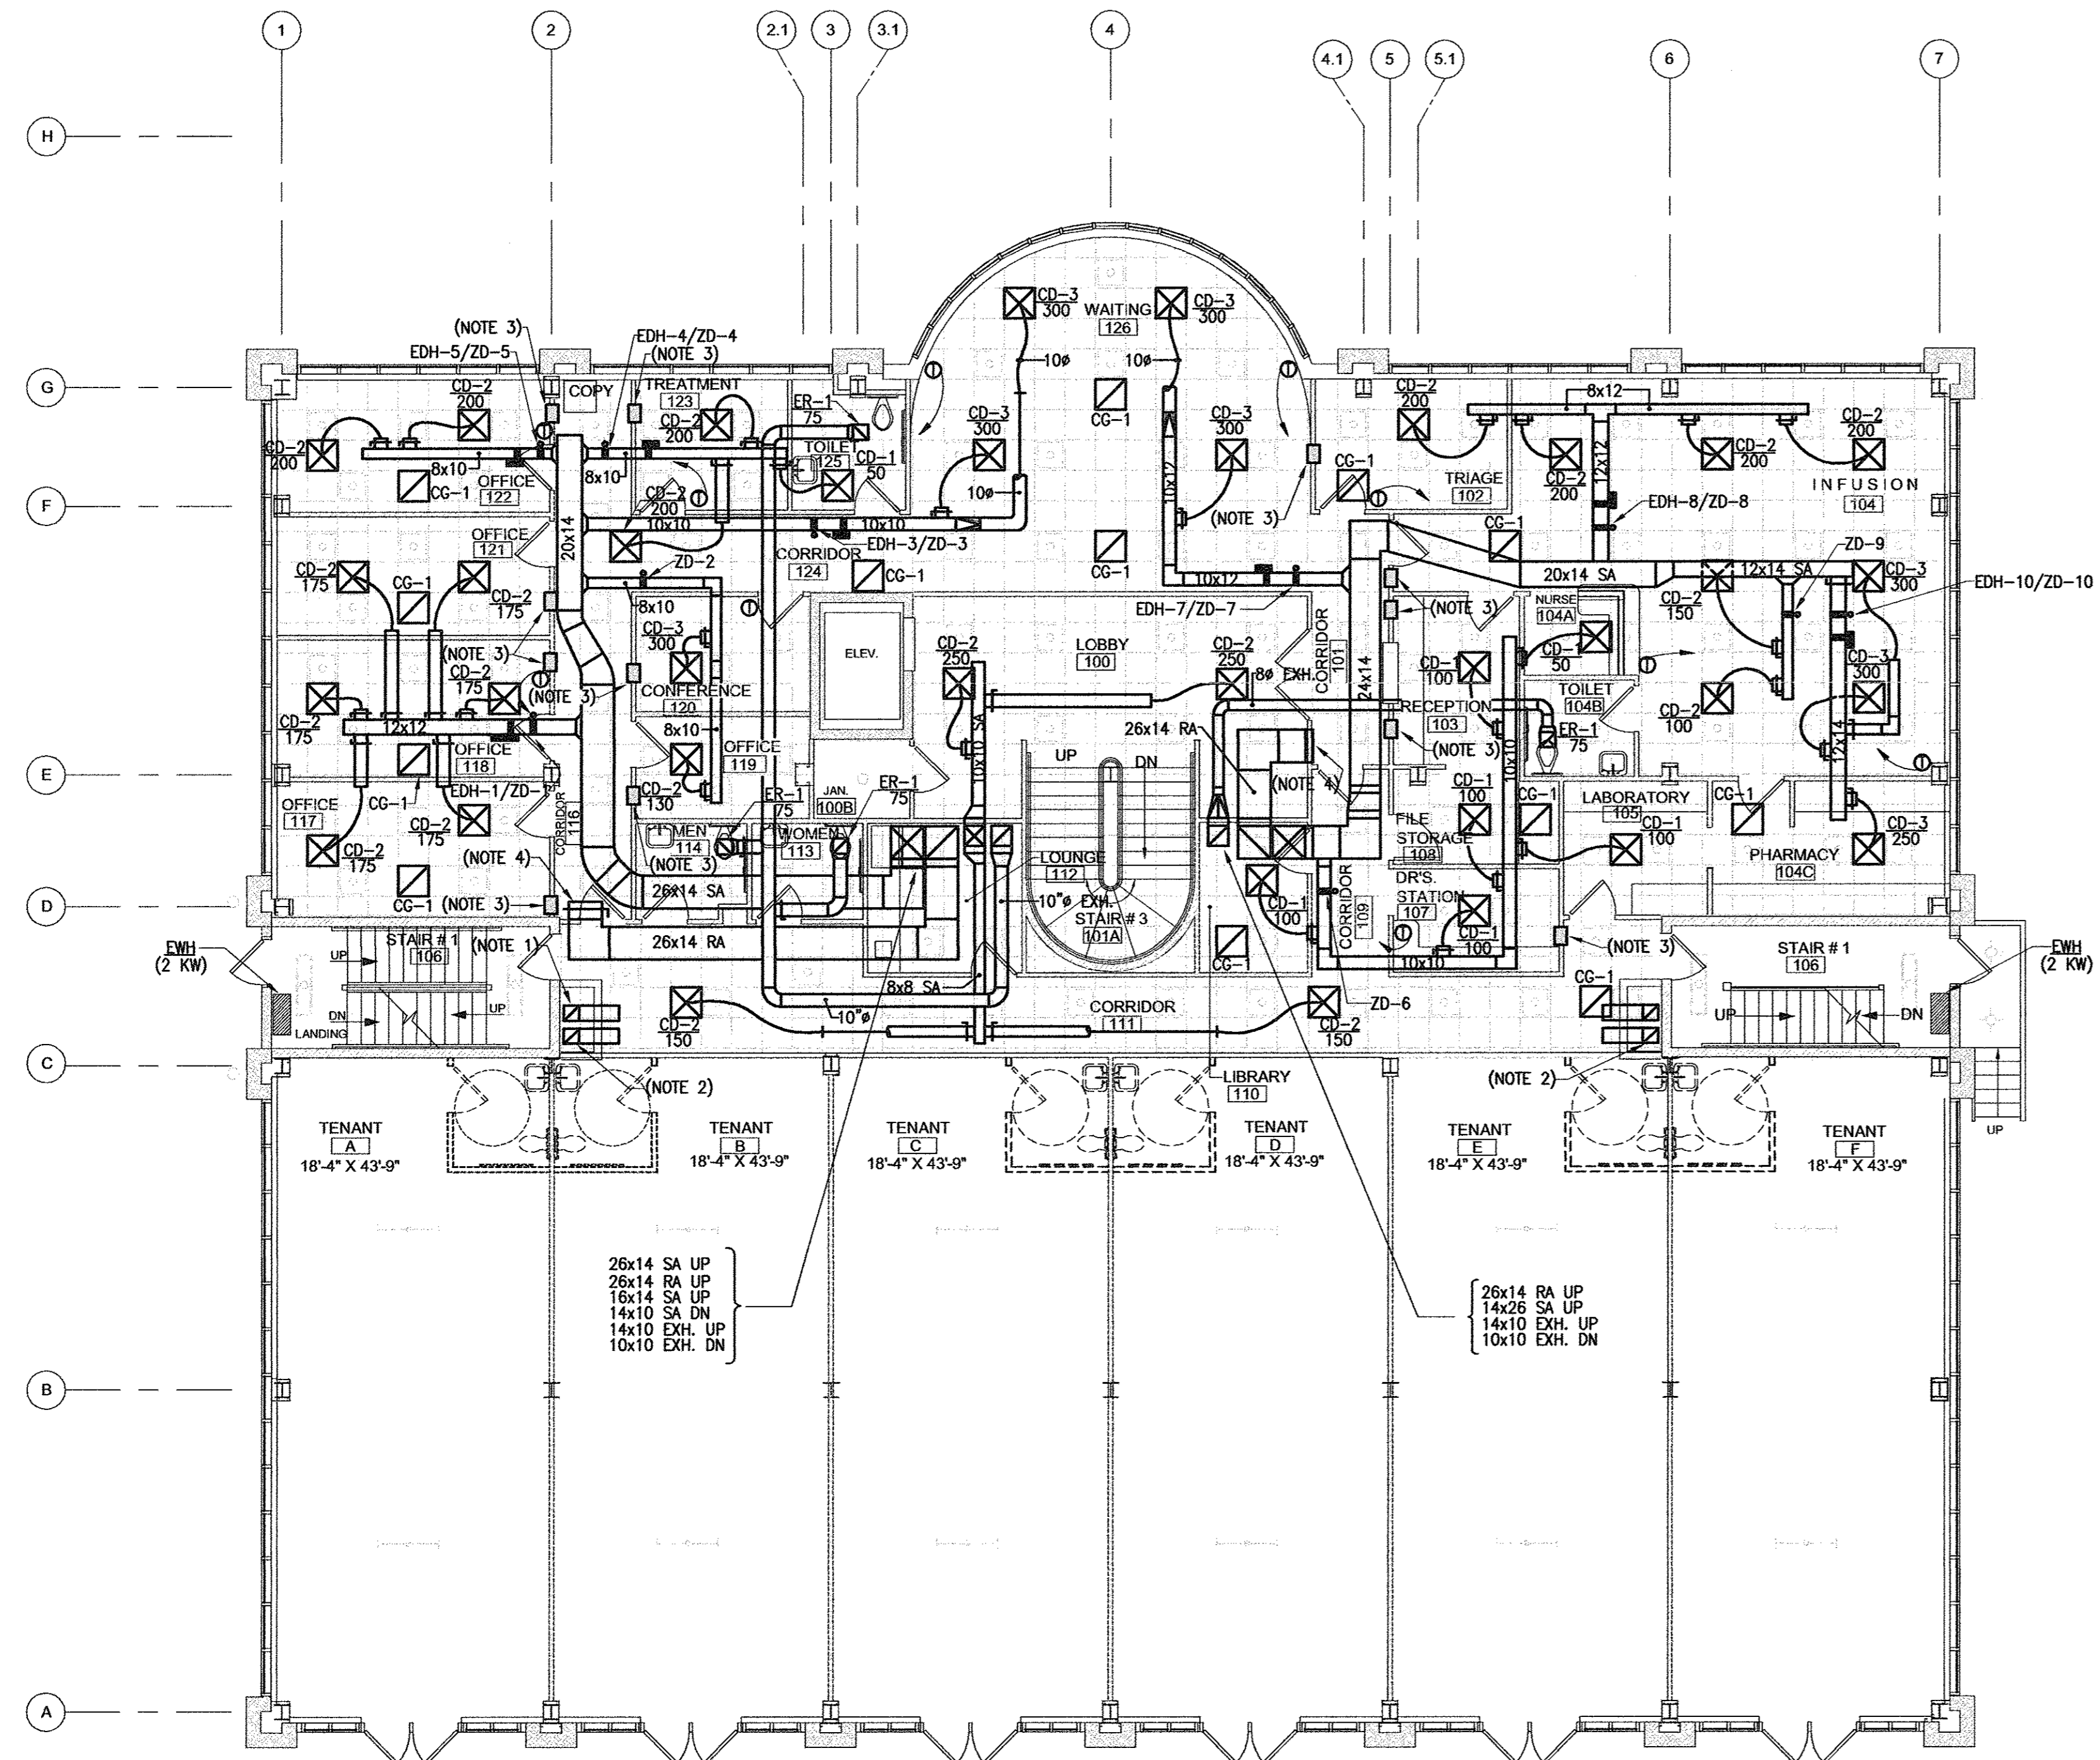 1
2
2.1
3
3.1
4
4.1
5
5.1
6
7
H
G
F
E
D
C
B
A
(NOTE 3)
EDH-5/ZD-5
EDH-4/ZD-4
(NOTE 3)
CD-3
300
WAITING
126
CD-3
300
10ø
10ø
CD-2
200
COPY
TREATMENT
123
CD-2
200
ER-1
75
CD-3
300
CG-1
CD-3
300
CD-2
200
8x12
CD-2
200
CD-2
200
8x10
OFFICE
122
CG-1
8x10
TOILET
125
CD-1
50
10x12
CG-1
TRIAGE
102
CD-2
200
12x12
CD-2
200
INFUSION
104
CD-2
200
10x10
10x10
10ø
(NOTE 3)
EDH-8/ZD-8
OFFICE
121
20x14
EDH-3/ZD-3
CORRIDOR
124
CG-1
CG-1
CG-1
ZD-9
CD-2
175
CG-1
CD-2
175
ZD-2
8x10
10x12
EDH-7/ZD-7
(NOTE 3)
20x14 SA
12x14 SA
CD-2
150
CD-3
300
EDH-10/ZD-10
NURSE
104A
(NOTE 3)
CD-3
300
ELEV.
CD-2
250
LOBBY
100
CD-2
250
8ø EXH.
CORRIDOR
101
24x14
CD-1
100
CD-1
50
CD-3
300
CD-2
175
(NOTE 3)
CONFERENCE
120
TOILET
104B
CD-2
175
12x12
OFFICE
118
CG-1
EDH-1/ZD-1
8x10
OFFICE
119
10x10 SA
26x14 RA
RECEPTION
103
(NOTE 3)
10x10
ER-1
75
CD-2
100
12x14
UP
DN
(NOTE 4)
OFFICE
117
CD-2
175
CD-2
175
CORRIDOR
116
CD-2
130
ER-1
75
JAN.
100B
ER-1
75
CD-1
100
CG-1
LABORATORY
105
CG-1
CD-1
100
CD-3
250
PHARMACY
104C
(NOTE 4)
MEN
114
WOMEN
113
(NOTE 3)
LOUNGE
112
FILE
STORAGE
108
CG-1
(NOTE 3)
26x14 SA
10"ø EXH.
STAIR # 3
101A
CD-1
100
CORRIDOR
109
DR'S.
STATION
107
CD-1
100
EWH
(2 KW)
STAIR # 1
106
(NOTE 1)
26x14 RA
CG-1
10x10
(NOTE 3)
STAIR # 1
106
EWH
(2 KW)
UP
DN
LANDING
UP
8x8 SA
10"ø
CD-2
150
CORRIDOR
111
CD-2
150
ZD-6
CG-1
UP
DN
(NOTE 2)
LIBRARY
110
(NOTE 2)
UP
TENANT
A
18'-4" X 43'-9"
TENANT
B
18'-4" X 43'-9"
TENANT
C
18'-4" X 43'-9"
TENANT
D
18'-4" X 43'-9"
TENANT
E
18'-4" X 43'-9"
TENANT
F
18'-4" X 43'-9"
26x14 SA UP
26x14 RA UP
16x14 SA UP
14x10 SA DN
14x10 EXH. UP
10x10 EXH. DN
26x14 RA UP
14x26 SA UP
14x10 EXH. UP
10x10 EXH. DN